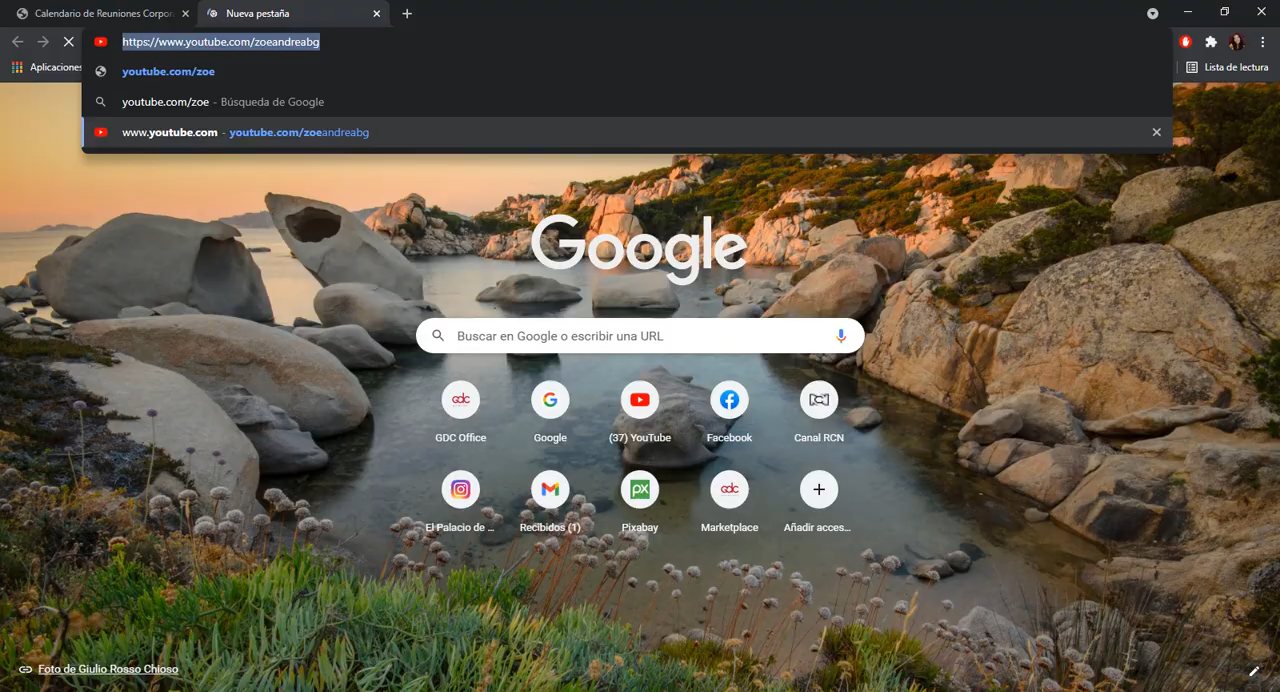 Calendario de Reuniones Corpor
Nueva pestaña
https://www.youtube.com/zoeandreabg
Aplicaciones
youtube.com/zoe
Lista de lectura
youtube.com/zoe - Búsqueda de Google
www.youtube.com - youtube.com/zoeandreabg
Google
Buscar en Google o escribir una URL
GDC Office
Google
(37) YouTube
Facebook
Canal RCN
El Palacio de ...
Recibidos (1)
Pixabay
Marketplace
Añadir acces...
Foto de Giulio Rosso Chioso